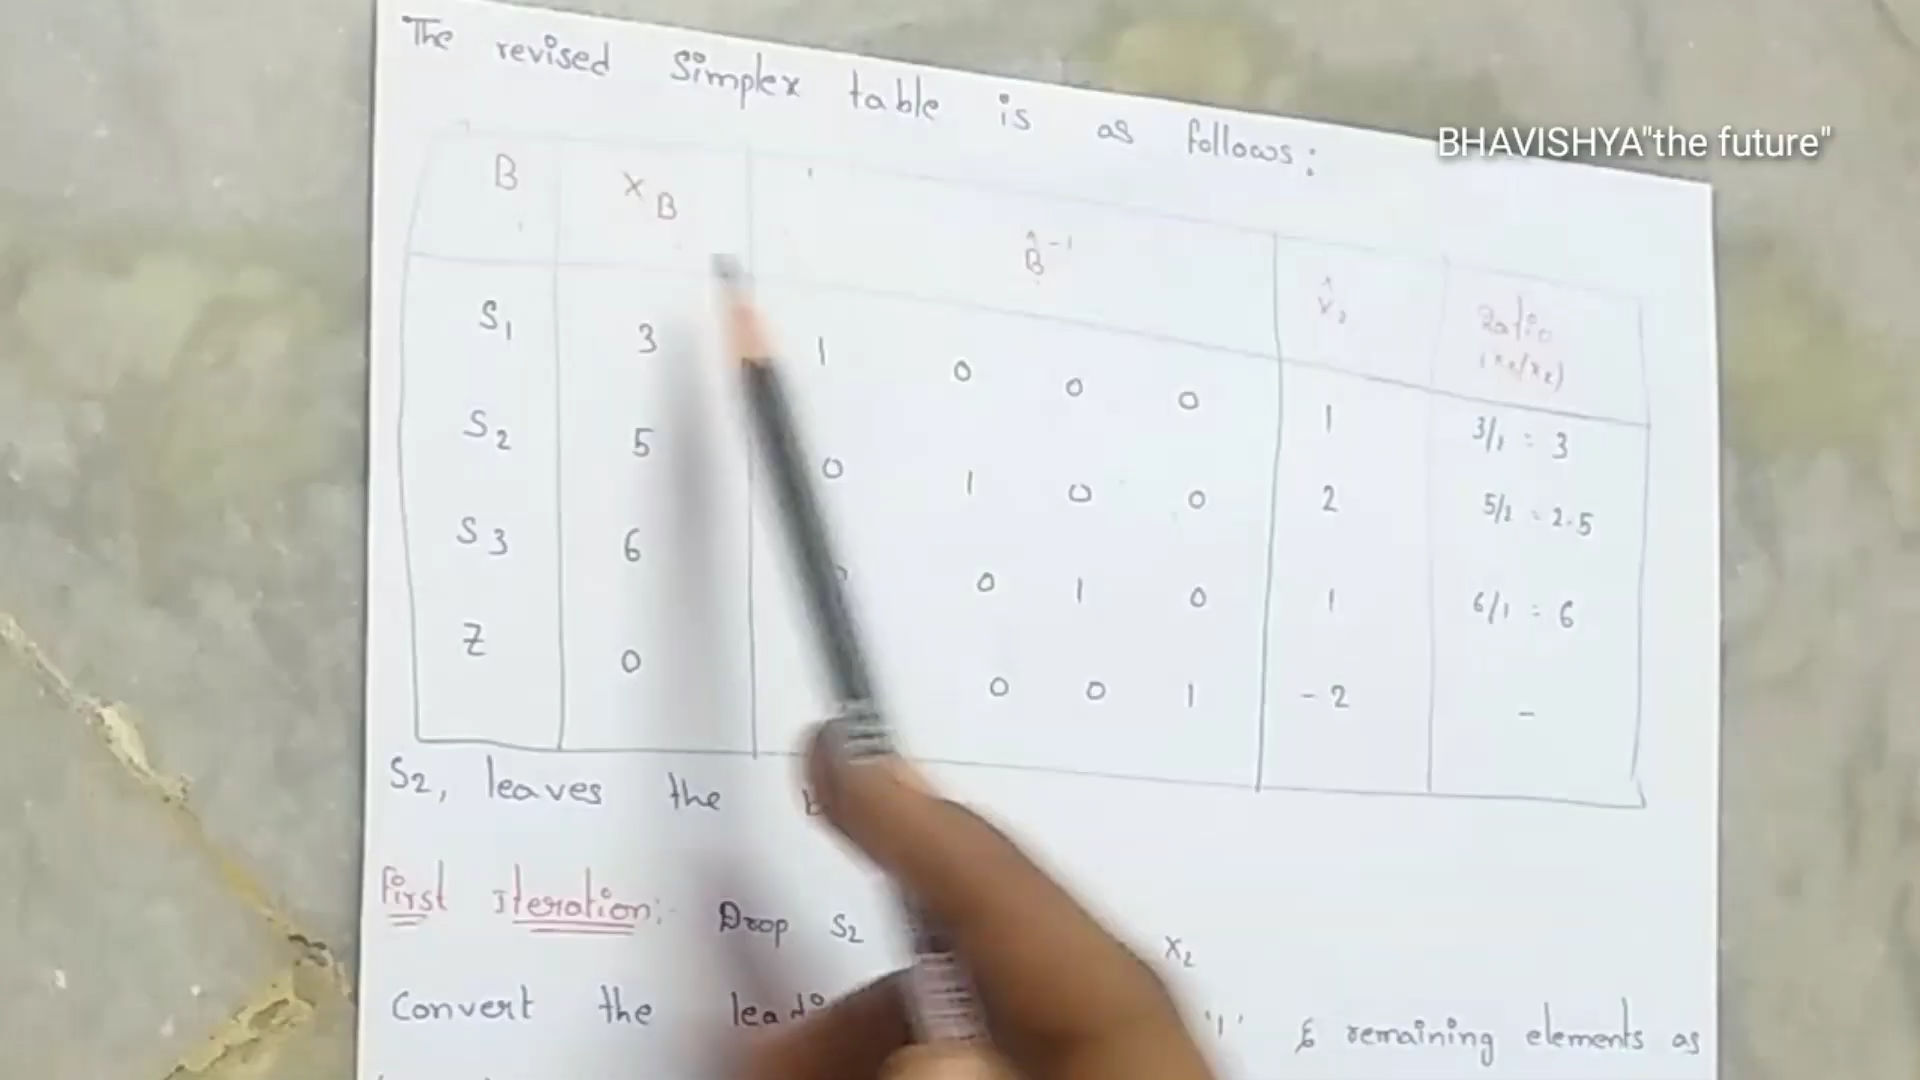 The revised Simplex table is as follows:
BHAVISHYA"the future"
B X B B̂ -1 X̂ 2 Ratio
S1 3 1 0 0 0 1 3/1 = 3
S2 5 0 1 0 0 2 5/2 = 2.5
S3 6 0 1 0 1 6/1 = 6
Z 0 0 0 1 -2 -
S2, leaves the
First Iteration:- Drop S2 X2
Convert the '1' & remaining elements as